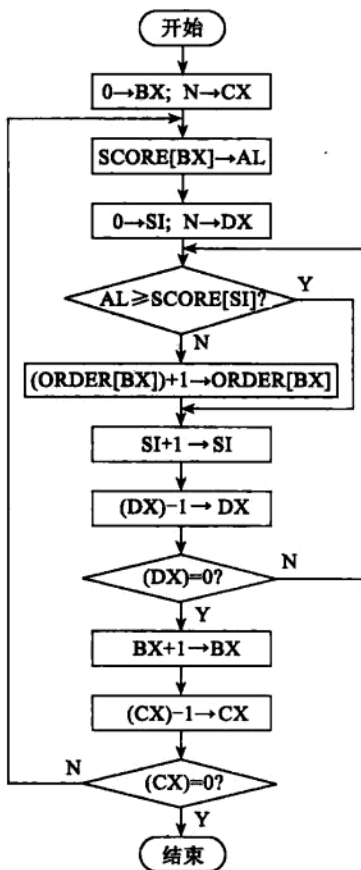 开始
0→BX; N→CX
SCORE[BX]→AL
0→SI; N→DX
AL≥SCORE[SI]?
Y
N
(ORDER[BX])+1→ORDER[BX]
SI+1→SI
(DX)-1→DX
(DX)=0?
N
Y
BX+1→BX
(CX)-1→CX
N
(CX)=0?
Y
结束